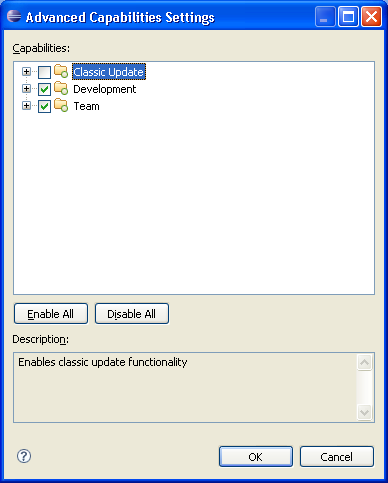 Advanced Capabilities Settings
Capabilities:
Classic Update
Development
Team
Enable All Disable All
Description:
Enables classic update functionality
? OK Cancel